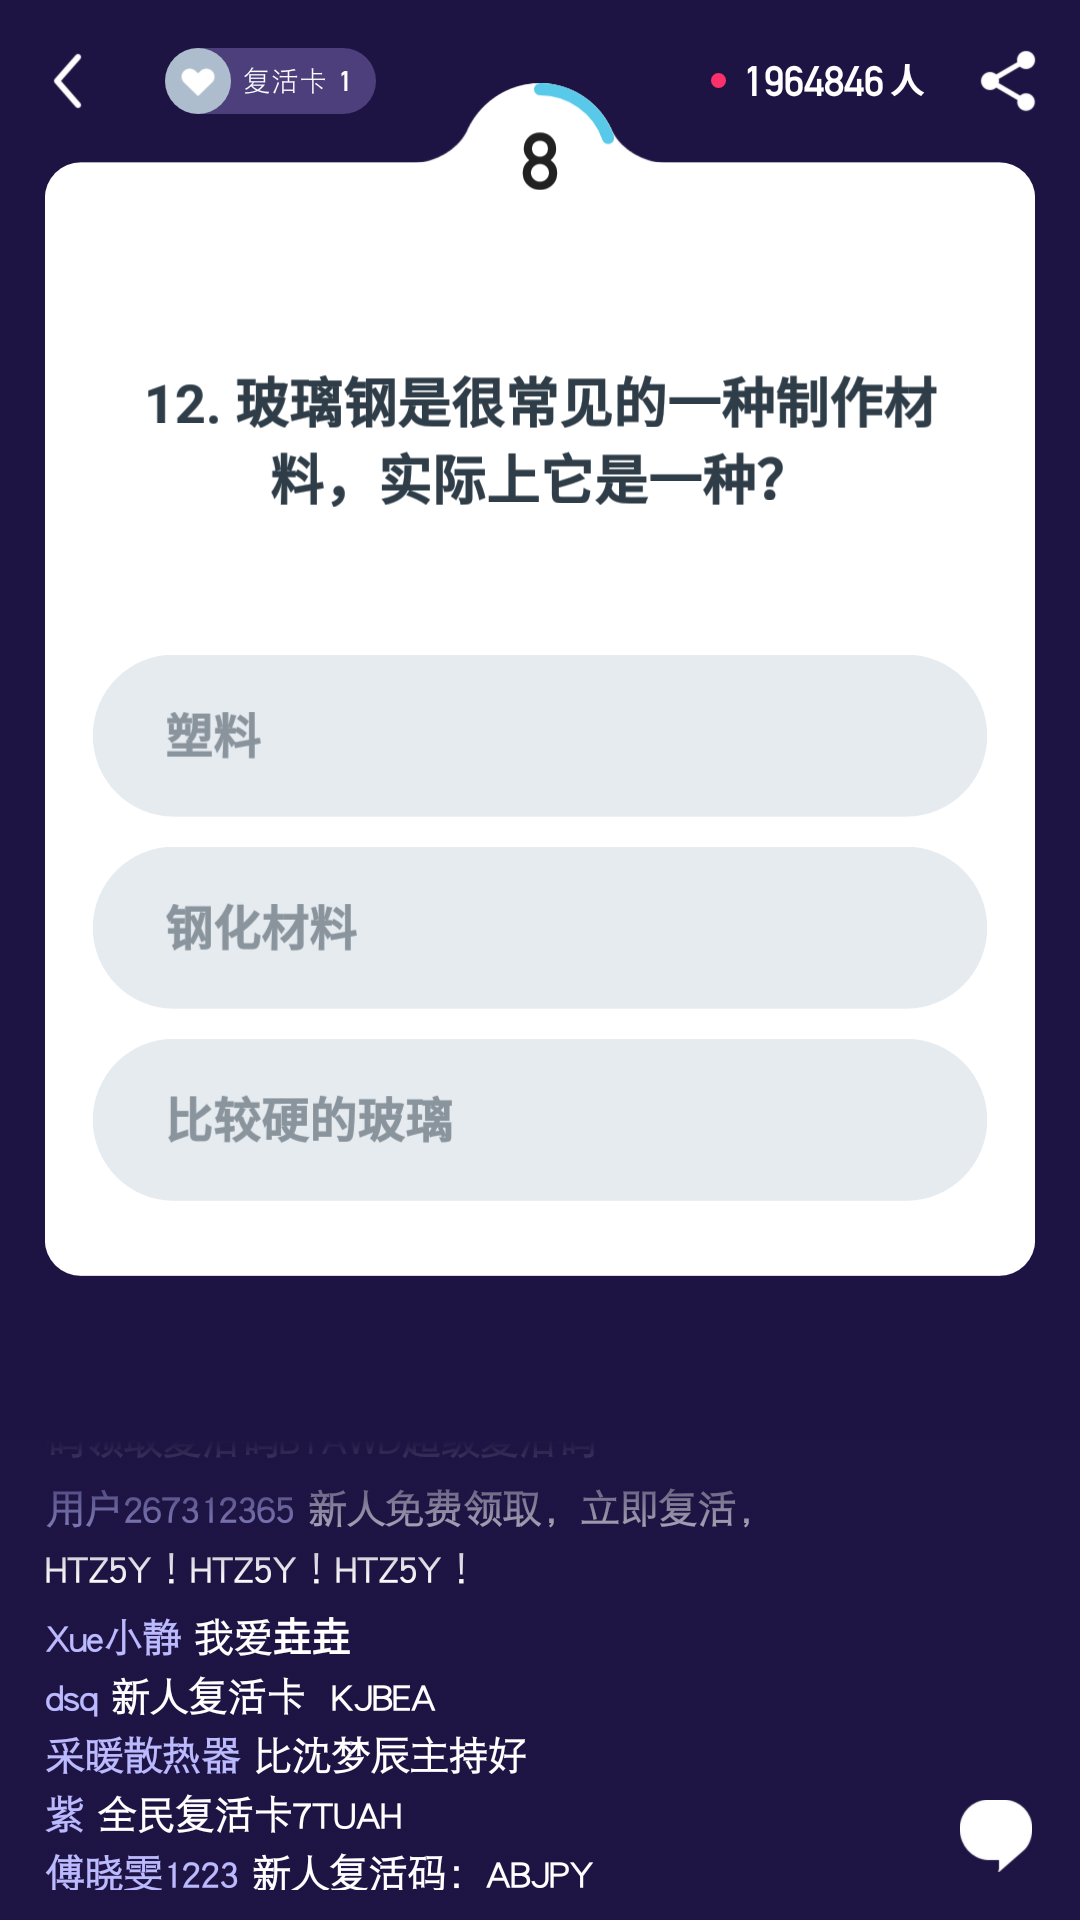 复活卡 1
1964846 人
8
12. 玻璃钢是很常见的一种制作材
料，实际上它是一种？
塑料
钢化材料
比较硬的玻璃
用户267312365 新人免费领取，立即复活，
HTZ5Y！HTZ5Y！HTZ5Y！
Xue小静 我爱垚垚
dsq 新人复活卡 KJBEA
采暖散热器 比沈梦辰主持好
紫 全民复活卡7TUAH
傅晓雯1223 新人复活码：ABJPY